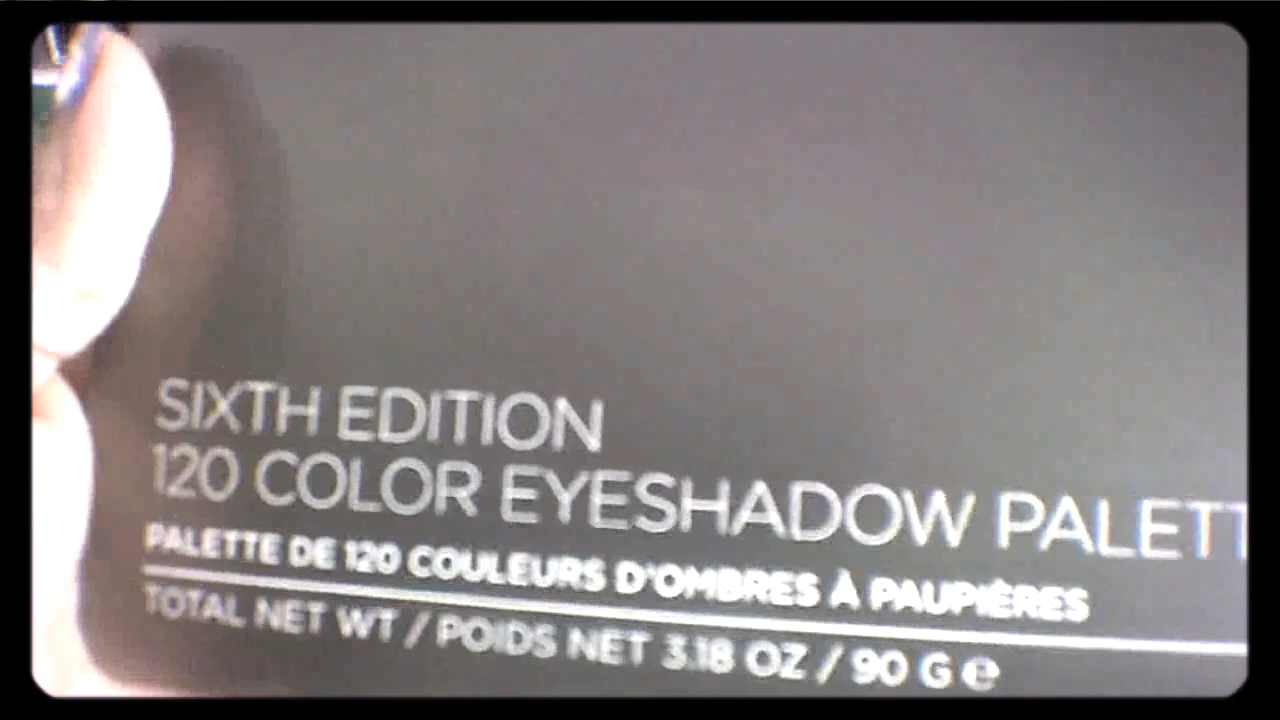 SIXTH EDITION
120 COLOR EYESHADOW PALETT
PALETTE DE 120 COULEURS D'OMBRES À PAUPIÈRES
TOTAL NET WT / POIDS NET 3.18 OZ / 90 G e